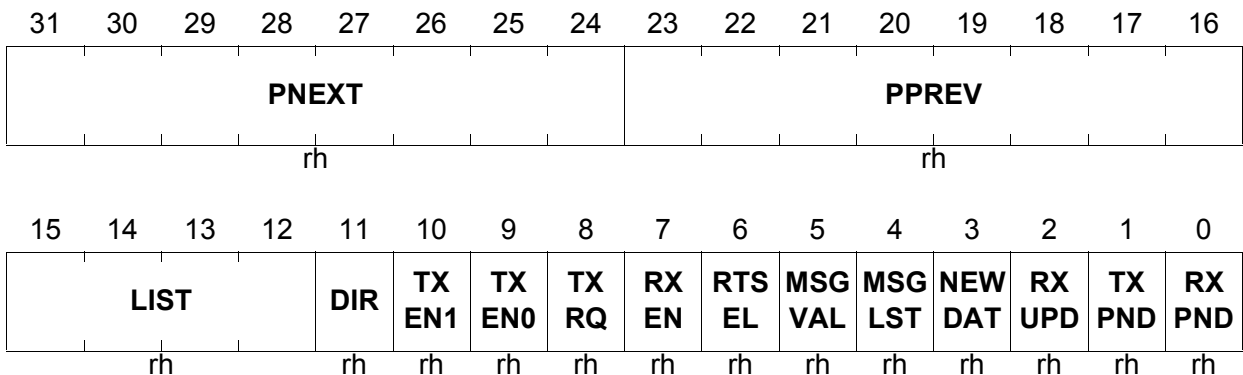 31 30 29 28 27 26 25 24 23 22 21 20 19 18 17 16
PNEXT PPREV
rh rh
15 14 13 12 11 10 9 8 7 6 5 4 3 2 1 0
LIST DIR TX EN1 TX EN0 TX RQ RX EN RTS EL MSG VAL MSG LST NEW DAT RX UPD TX PND RX PND
rh rh rh rh rh rh rh rh rh rh rh rh rh